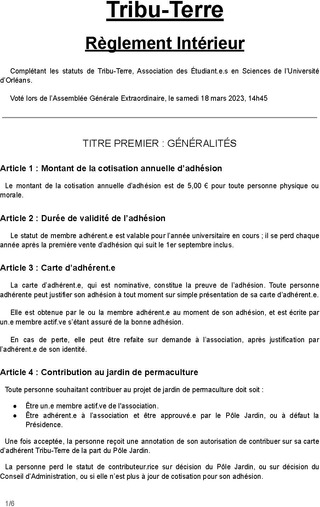 Tribu-Terre
Règlement Intérieur
Complétant les statuts de Tribu-Terre, Association des Étudiant.e.s en Sciences de l'Université
d'Orléans.
Voté lors de l'Assemblée Générale Extraordinaire, le samedi 18 mars 2023, 14h45
TITRE PREMIER : GÉNÉRALITÉS
Article 1 : Montant de la cotisation annuelle d'adhésion
Le montant de la cotisation annuelle d'adhésion est de 5,00 € pour toute personne physique ou
morale.
Article 2 : Durée de validité de l'adhésion
Le statut de membre adhérent.e est valable pour l'année universitaire en cours ; il se perd chaque
année après la première vente d'adhésion qui suit le 1er septembre inclus.
Article 3 : Carte d'adhérent.e
La carte d'adhérent.e, qui est nominative, constitue la preuve de l'adhésion. Toute personne
adhérente peut justifier son adhésion à tout moment sur simple présentation de sa carte d'adhérent.e.
Elle est obtenue par le ou la membre adhérent.e au moment de son adhésion, et est écrite par
un.e membre actif.ve s'étant assuré de la bonne adhésion.
En cas de perte, elle peut être refaite sur demande à l'association, après justification par
l'adhérent.e de son identité.
Article 4 : Contribution au jardin de permaculture
Toute personne souhaitant contribuer au projet de jardin de permaculture doit soit :
● Être un.e membre actif.ve de l'association.
● Être adhérent.e à l'association et être approuvé.e par le Pôle Jardin, ou à défaut la
Présidence.
Une fois acceptée, la personne reçoit une annotation de son autorisation de contribuer sur sa carte
d'adhérent Tribu-Terre de la part du Pôle Jardin.
La personne perd le statut de contributeur.rice sur décision du Pôle Jardin, ou sur décision du
Conseil d'Administration, ou si elle n'est plus à jour de cotisation pour son adhésion.
1/6